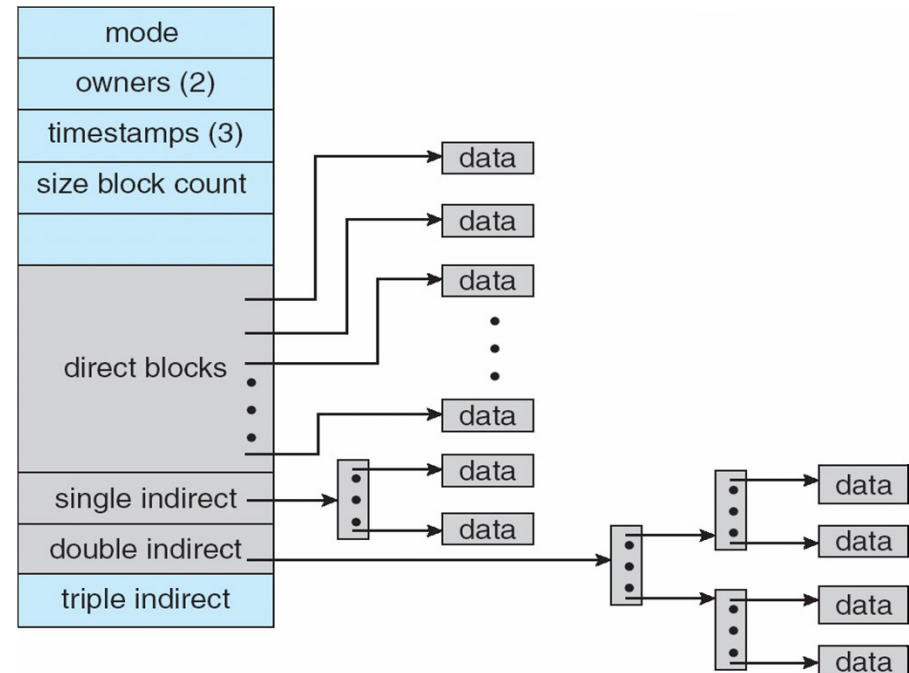 mode
owners (2)
timestamps (3)
size block count
data
data
data
direct blocks
data
data
single indirect
data
double indirect
triple indirect
data
data
data
data